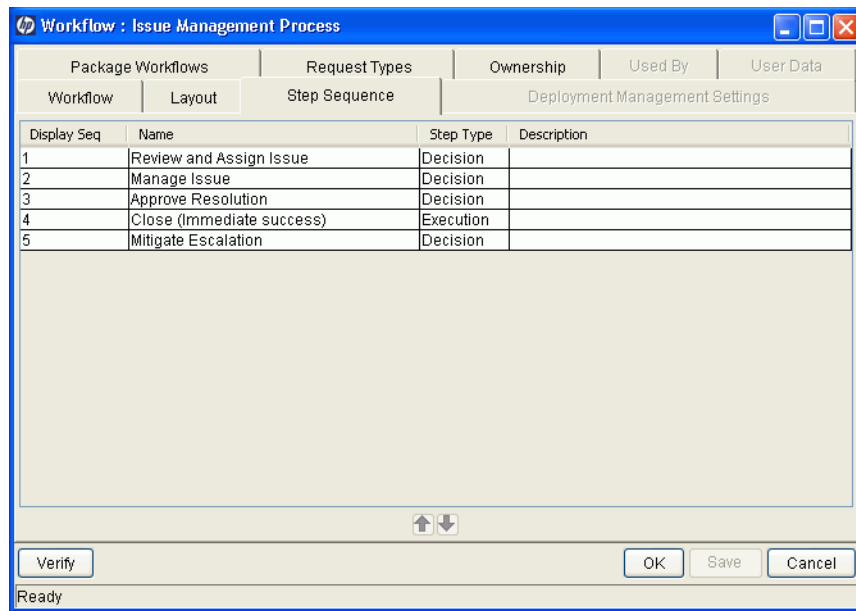 hp Workflow : Issue Management Process
Package Workflows Request Types Ownership Used By User Data
Workflow Layout Step Sequence Deployment Management Settings
Display Seq Name Step Type Description
1 Review and Assign Issue Decision
2 Manage Issue Decision
3 Approve Resolution Decision
4 Close (Immediate success) Execution
5 Mitigate Escalation Decision
Verify OK Save Cancel
Ready